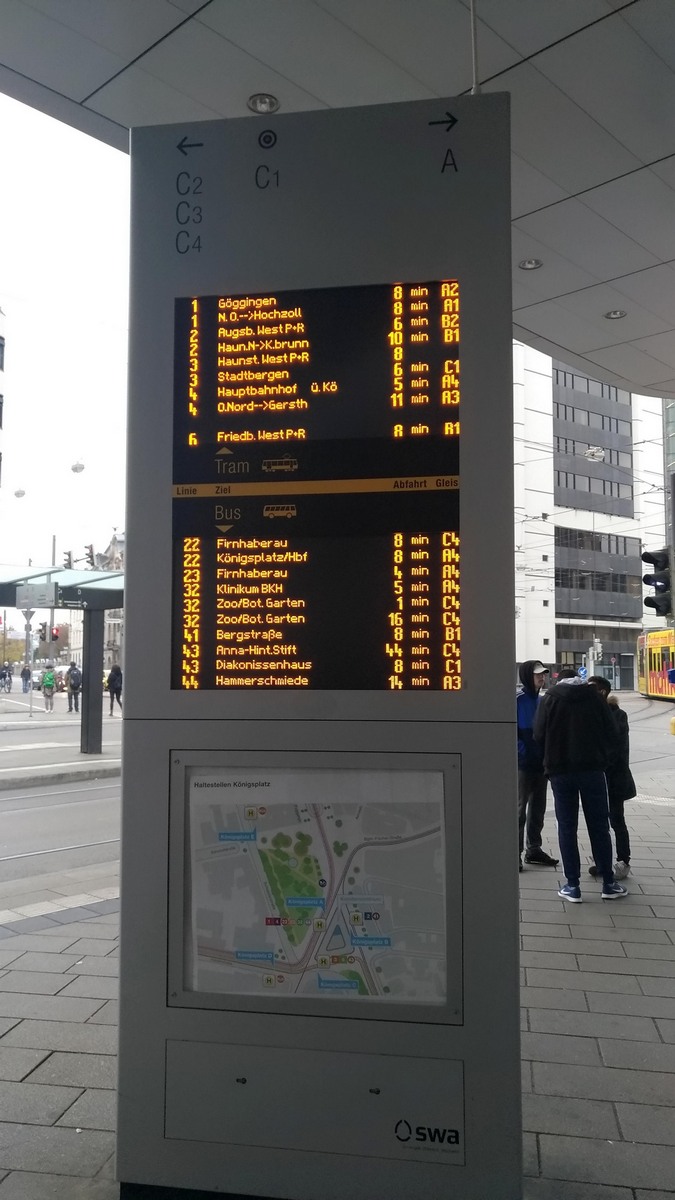 C2 C1 A
C3
C4
1 Göggingen 8 min A2
1 N.O.-->Hochzoll 8 min A1
2 Augsb.West P+R 6 min B2
2 Haun.N->K.brunn 10 min B1
3 Haunst.West P+R 8
3 Stadtbergen 6 min C1
4 Hauptbahnhof ü.Kö 5 min A4
4 O.Nord-->Gersth 11 min A3
6 Friedb.West P+R 8 min
Tram
Linie Ziel Abfahrt Gleis
Bus
22 Firnhaberau 8 min C4
22 Königsplatz/Hbf 8 min A4
23 Firnhaberau 4 min A4
32 Klinikum BKH 5 min A4
32 Zoo/Bot.Garten 1 min C4
32 Zoo/Bot.Garten 16 min C4
41 Bergstraße 8 min B1
43 Anna-Hint.Stift 44 min C4
43 Diakonissenhaus 8 min C1
44 Hammerschmiede 14 min A3
Haltestellen Königsplatz
swa